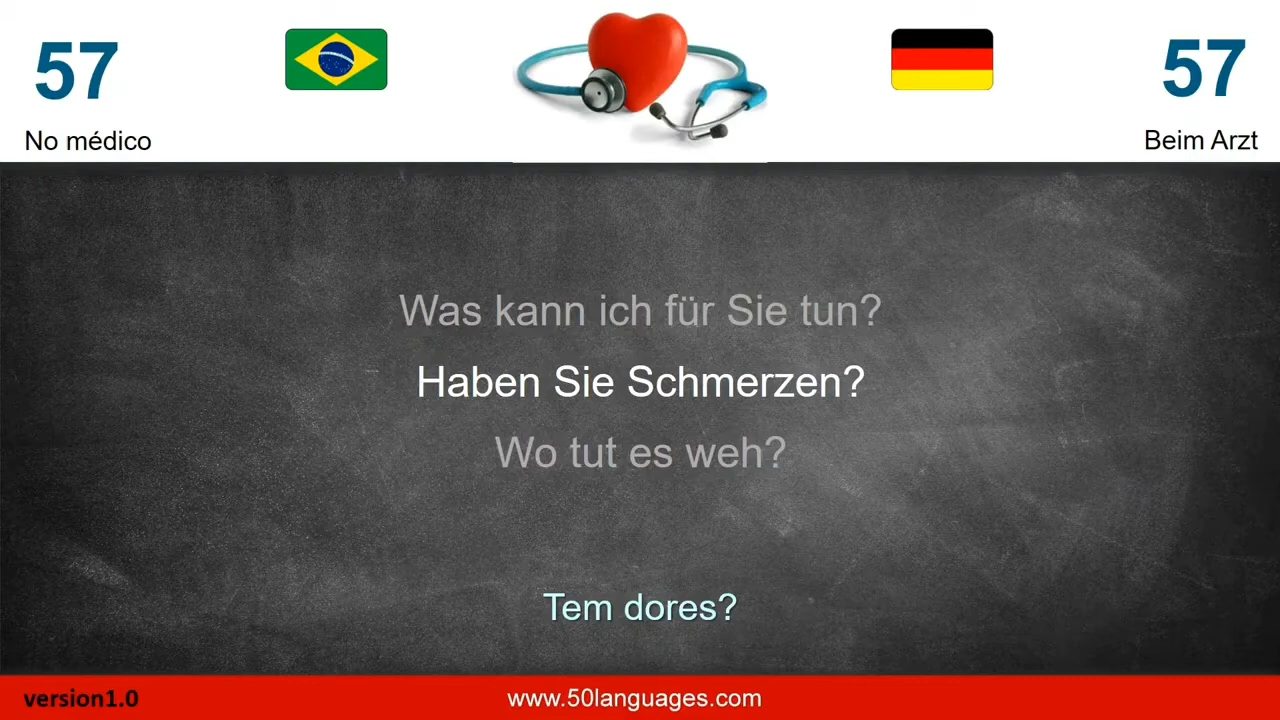 57
57
No médico
Beim Arzt
Was kann ich für Sie tun?
Haben Sie Schmerzen?
Wo tut es weh?
Tem dores?
version1.0
www.50languages.com